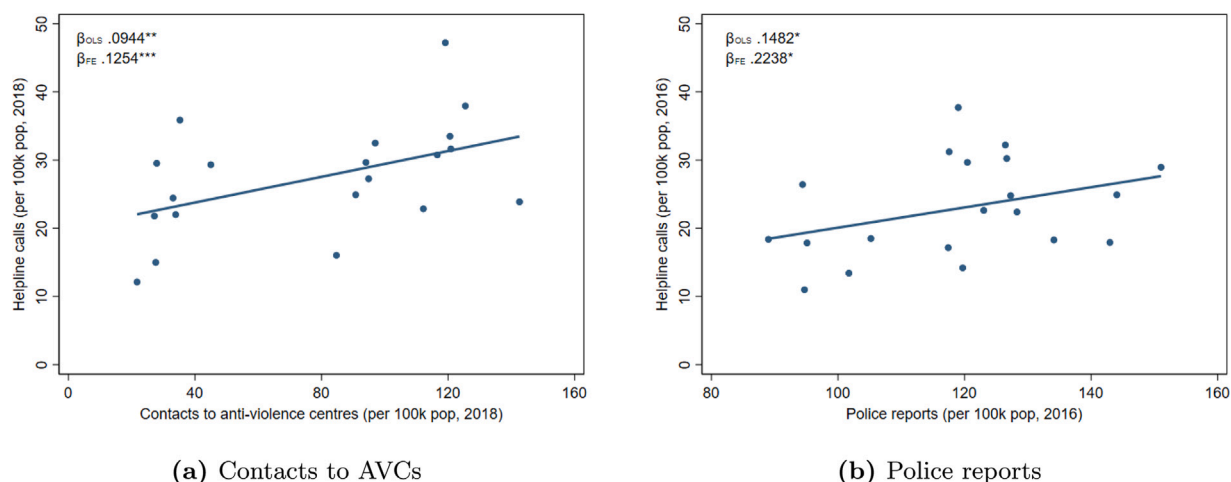 βOLS .0944**
βFE .1254***
Helpline calls (per 100k pop, 2018)
50
40
30
20
10
0
0 40 80 120 160
Contacts to anti-violence centres (per 100k pop, 2018)
(a) Contacts to AVCs
βOLS .1482*
βFE .2238*
Helpline calls (per 100k pop, 2016)
50
40
30
20
10
0
80 100 120 140 160
Police reports (per 100k pop, 2016)
(b) Police reports